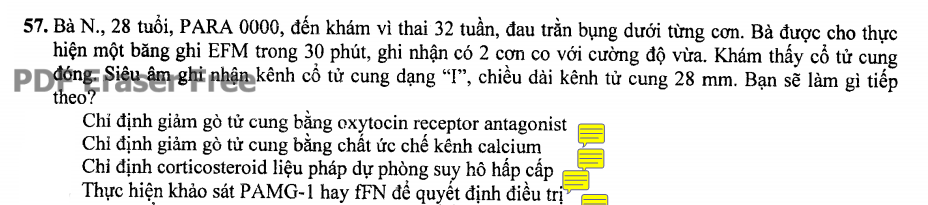 57. Bà N., 28 tuổi, PARA 0000, đến khám vì thai 32 tuần, đau trằn bụng dưới từng cơn. Bà được cho thực
hiện một băng ghi EFM trong 30 phút, ghi nhận có 2 cơn co với cường độ vừa. Khám thấy cổ tử cung
đóng. Siêu âm ghi nhận kênh cổ tử cung dạng “I”, chiều dài kênh tử cung 28 mm. Bạn sẽ làm gì tiếp
PDF Eraser Free
theo?
Chỉ định giảm gò tử cung bằng oxytocin receptor antagonist
Chỉ định giảm gò tử cung bằng chất ức chế kênh calcium
Chỉ định corticosteroid liệu pháp dự phòng suy hô hấp cấp
Thực hiện khảo sát PAMG-1 hay fFN để quyết định điều trị